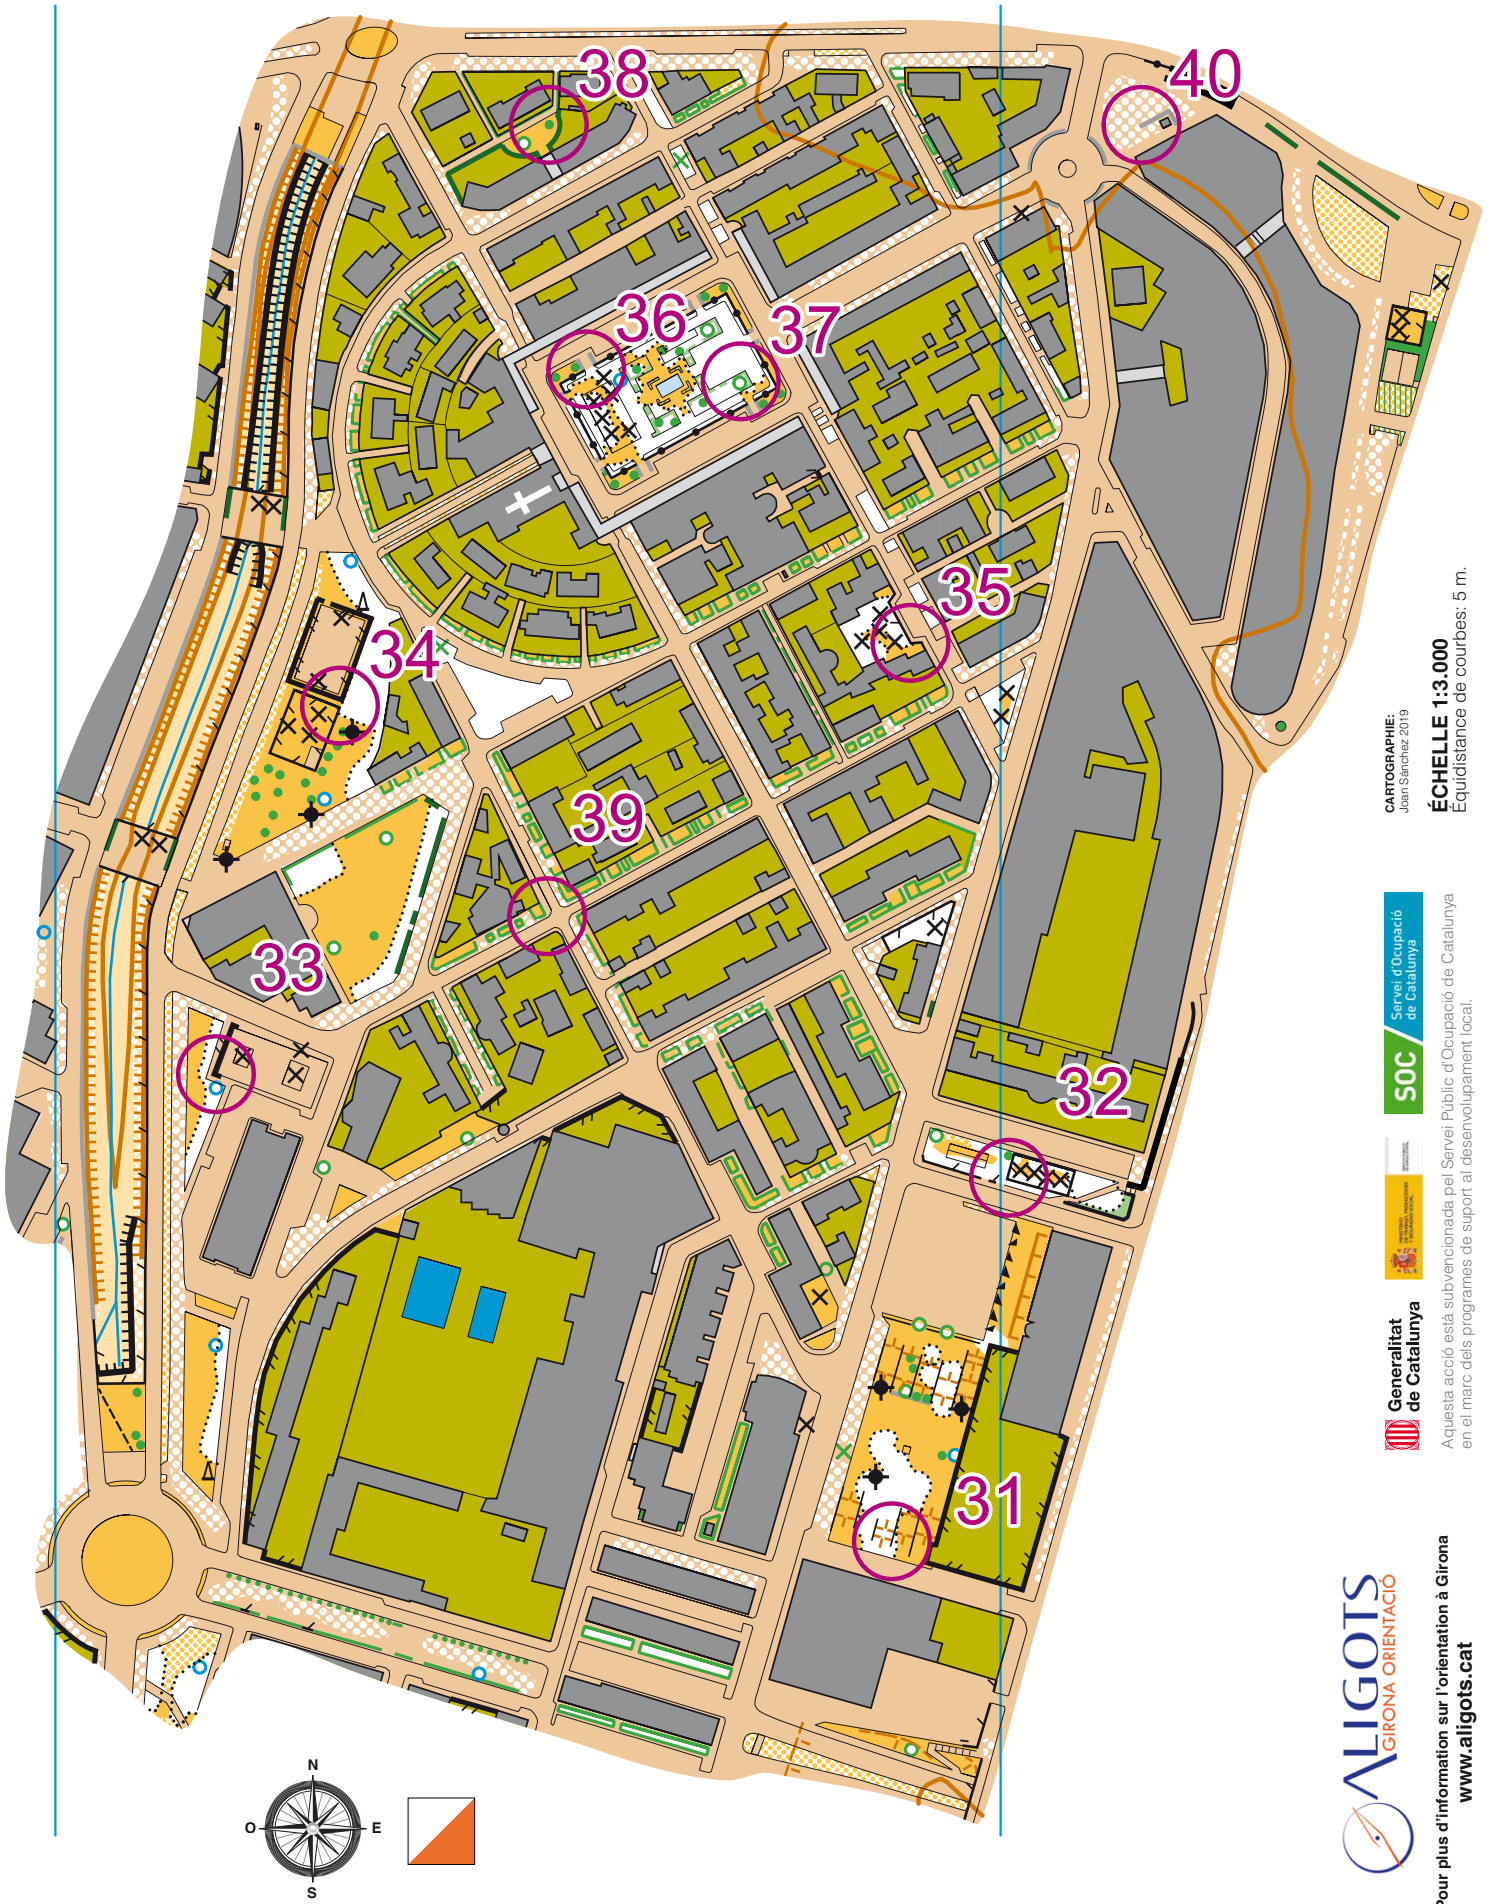 38
40
36
37
35
34
39
33
32
31
N
O
E
S
CARTOGRAPHIE:
Joan Sánchez 2019
ÉCHELLE 1:3.000
Équidistance de courbes: 5 m.
SOC
Servei d'Ocupació
de Catalunya
Generalitat
de Catalunya
Aquesta acció està subvencionada pel Servei Públic d'Ocupació de Catalunya
en el marc dels programes de suport al desenvolupament local.
ALIGOTS
GIRONA ORIENTACIÓ
Pour plus d'information sur l'orientation à Girona
www.aligots.cat